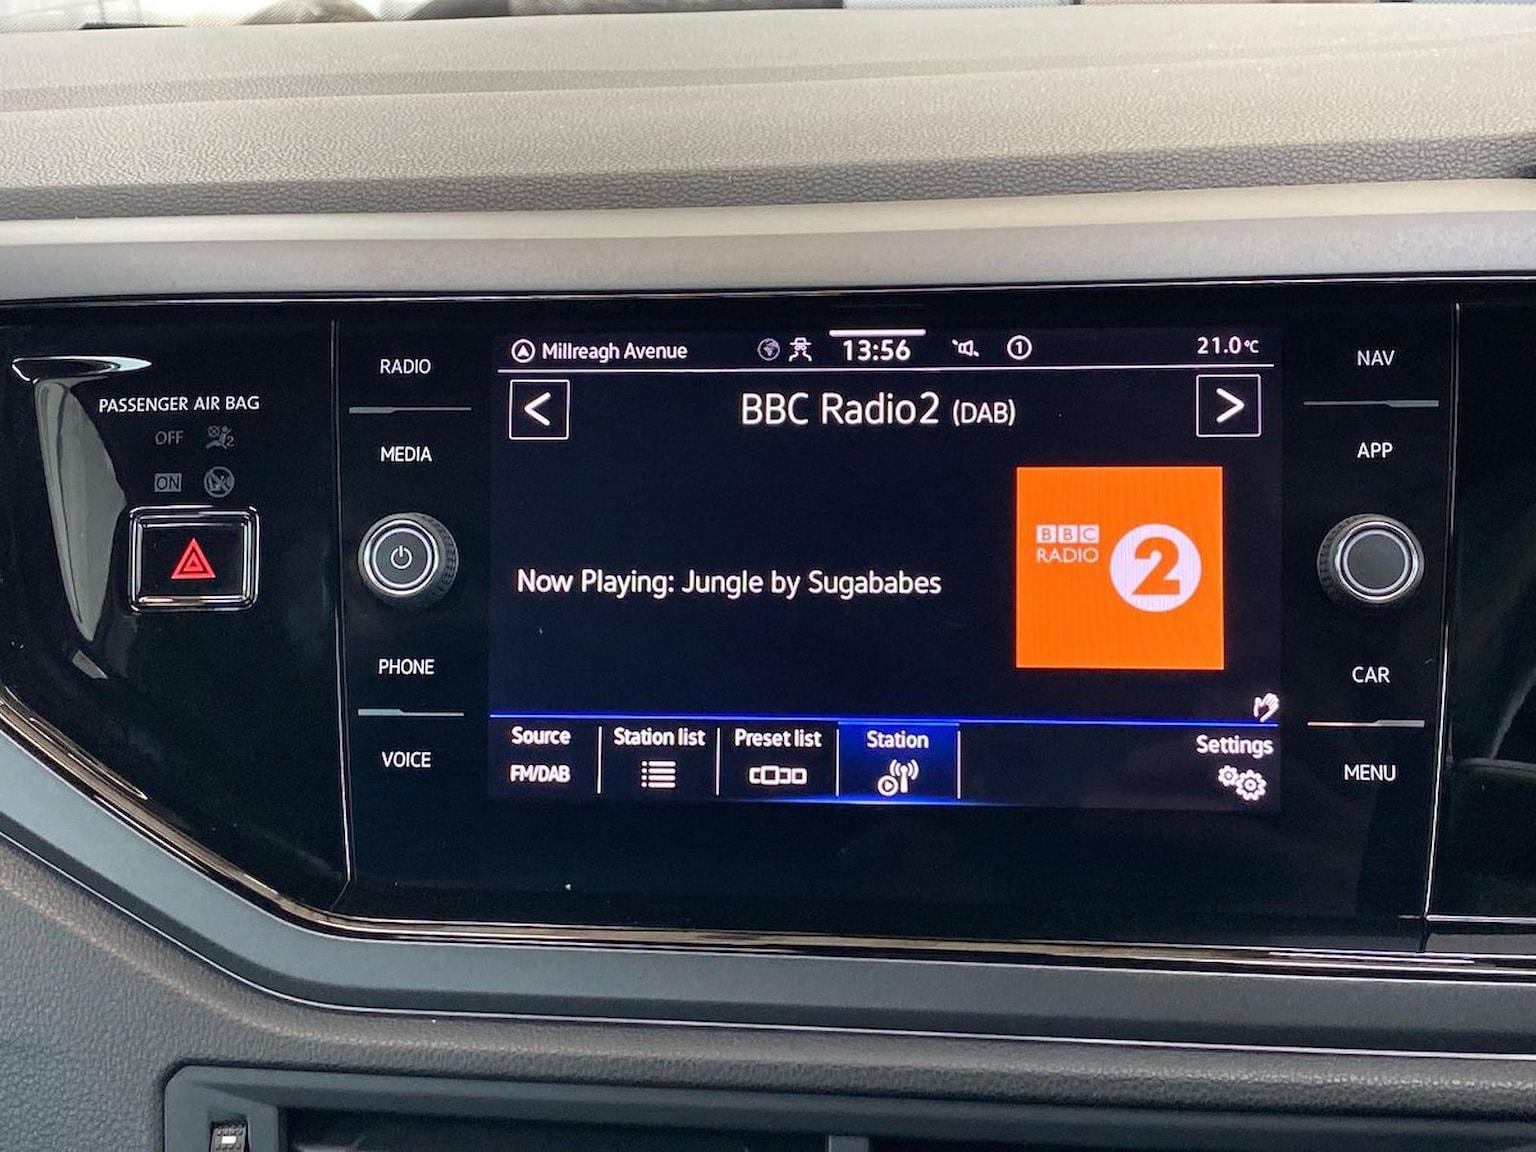 Millreagh Avenue
13:56
1
21.0°C
RADIO
NAV
BBC Radio2 (DAB)
PASSENGER AIR BAG
OFF
2
ON
MEDIA
APP
BBC
RADIO
2
Now Playing: Jungle by Sugababes
PHONE
CAR
Source
FM/DAB
Station list
Preset list
Station
Settings
VOICE
MENU